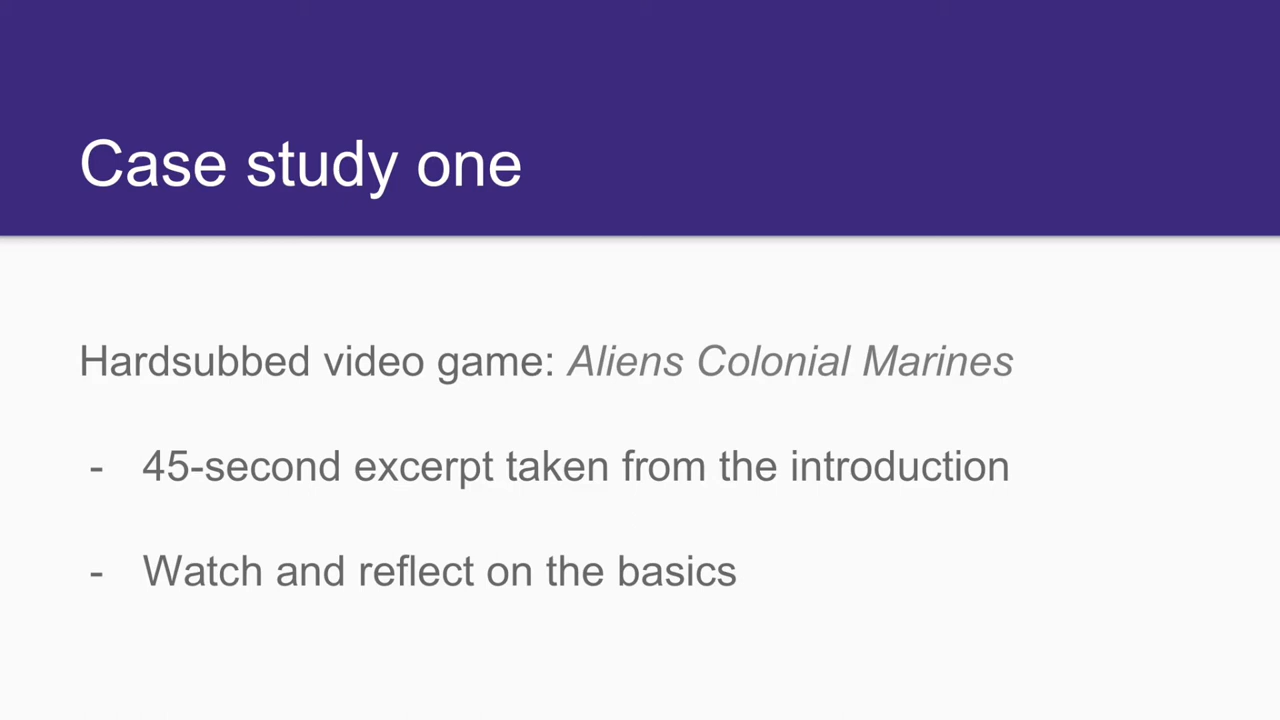 Case study one
Hardsubbed video game: Aliens Colonial Marines
- 45-second excerpt taken from the introduction
- Watch and reflect on the basics